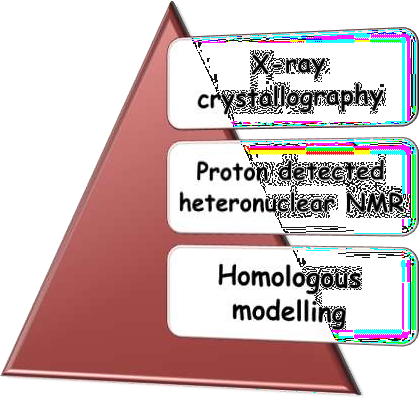 X-ray
crystallography
Proton detected
heteronuclear NMR
Homologous
modelling